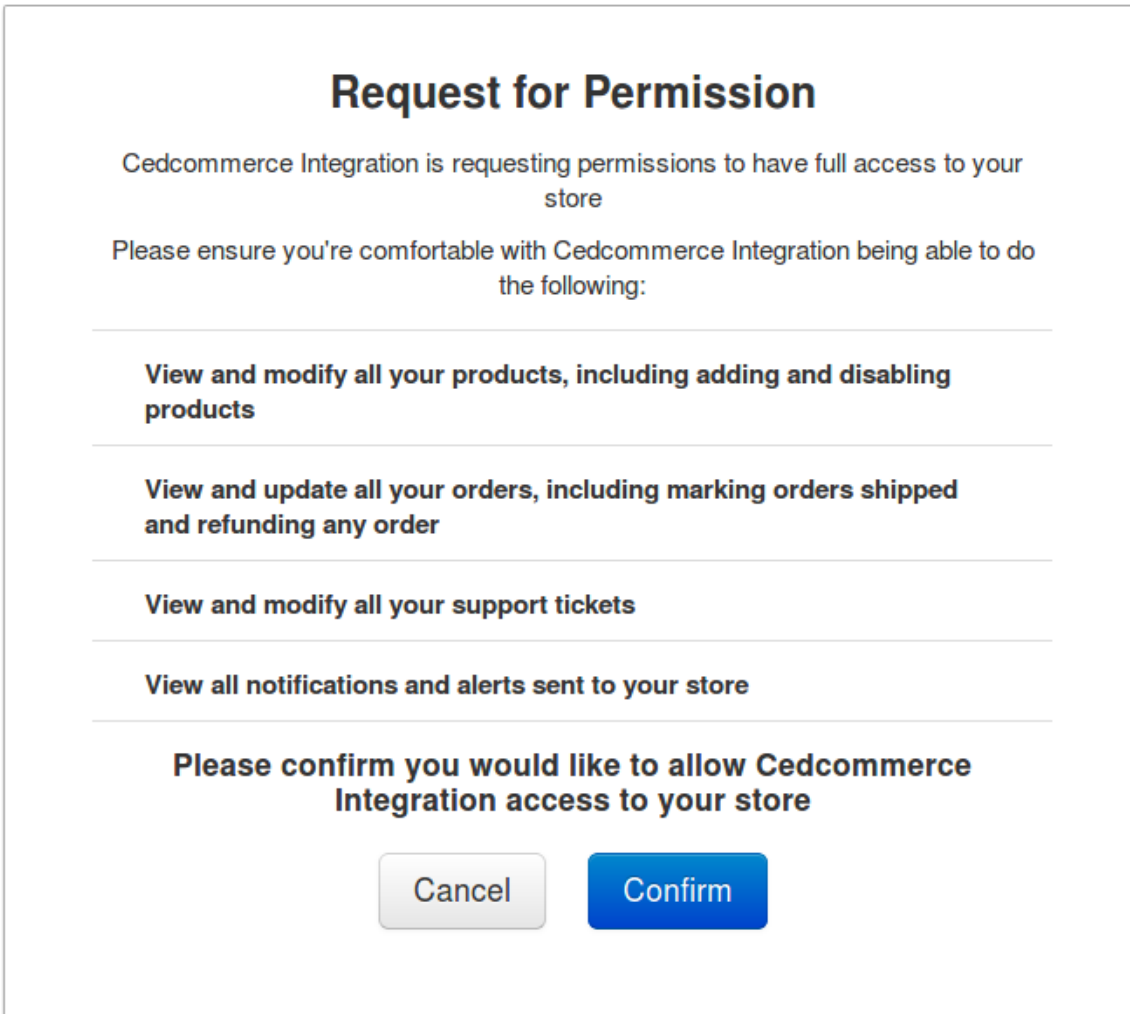 Request for Permission
Cedcommerce Integration is requesting permissions to have full access to your
store
Please ensure you're comfortable with Cedcommerce Integration being able to do
the following:
View and modify all your products, including adding and disabling
products
View and update all your orders, including marking orders shipped
and refunding any order
View and modify all your support tickets
View all notifications and alerts sent to your store
Please confirm you would like to allow Cedcommerce
Integration access to your store
Cancel Confirm